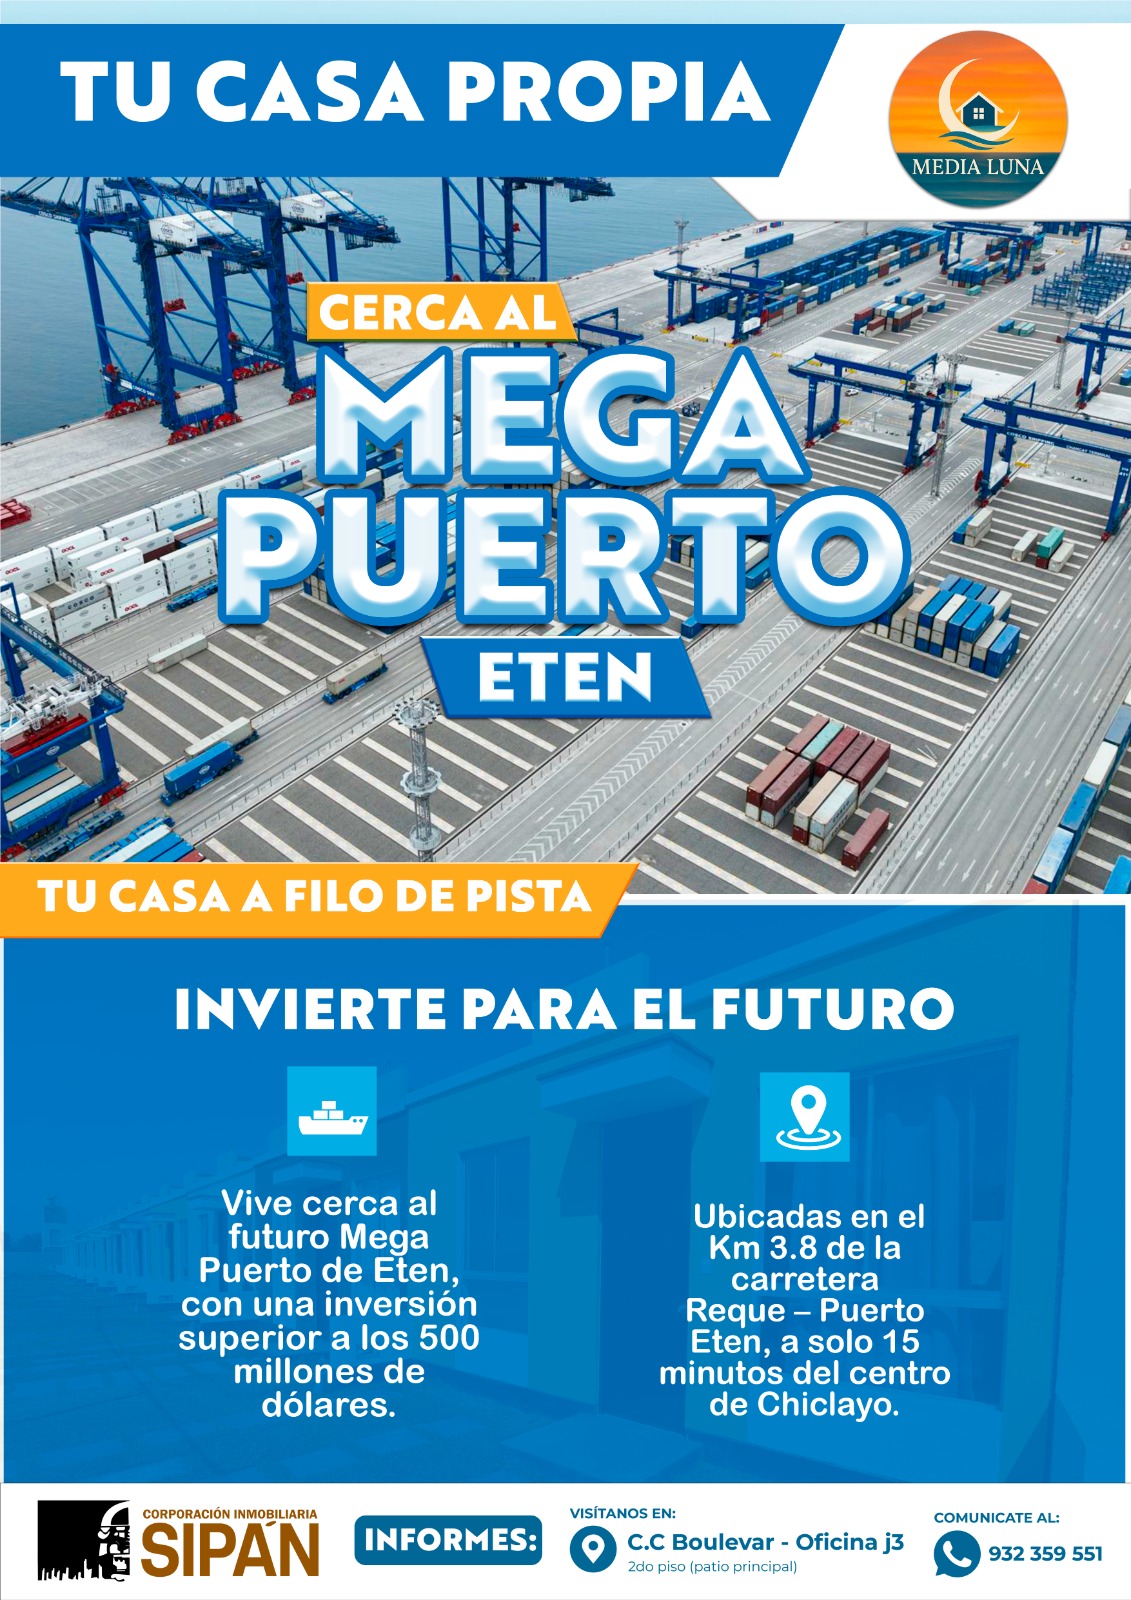 TU CASA PROPIA
MEDIA LUNA
CERCA AL
MEGA
PUERTO
ETEN
TU CASA A FILO DE PISTA
INVIERTE PARA EL FUTURO
Vive cerca al
futuro Mega
Puerto de Eten,
con una inversión
superior a los 500
millones de
dólares.
Ubicadas en el
Km 3.8 de la
carretera
Reque – Puerto
Eten, a solo 15
minutos del centro
de Chiclayo.
CORPORACIÓN INMOBILIARIA
SIPÁN
INFORMES:
VISÍTANOS EN:
C.C Boulevar - Oficina j3
2do piso (patio principal)
COMUNICATE AL:
932 359 551